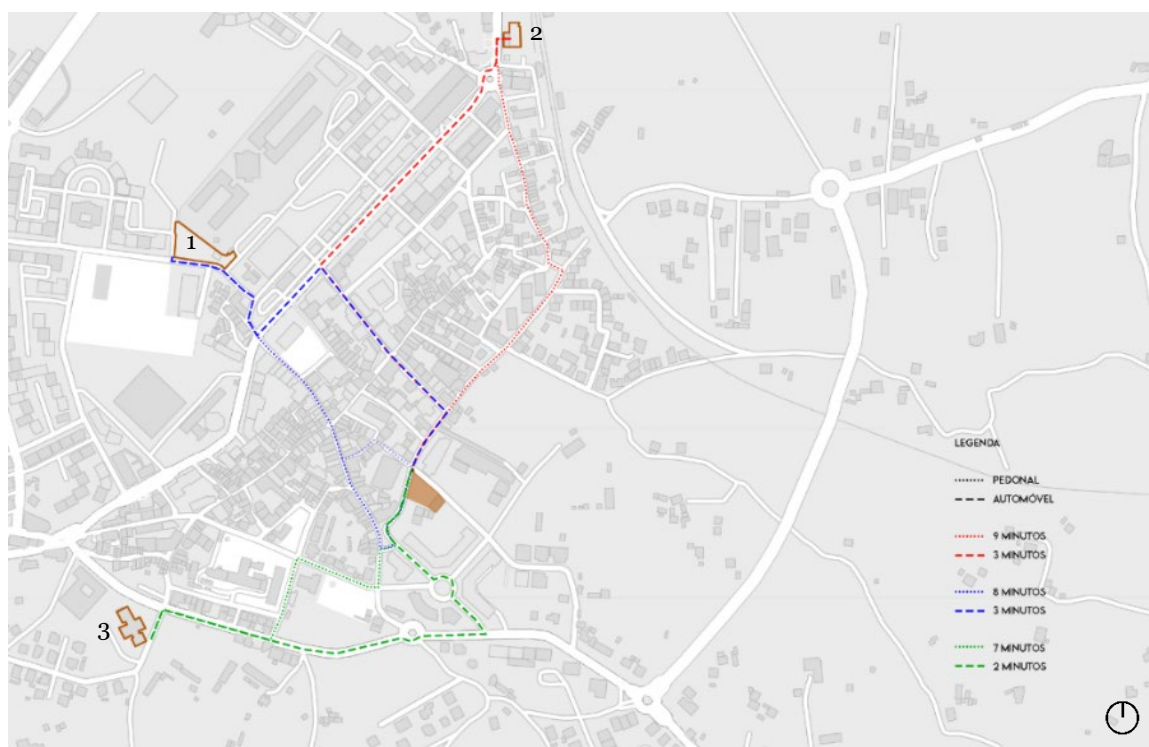 2
1
LEGENDA
PEDONAL
AUTOMÓVEL
9 MINUTOS
3 MINUTOS
8 MINUTOS
3 MINUTOS
7 MINUTOS
2 MINUTOS
3